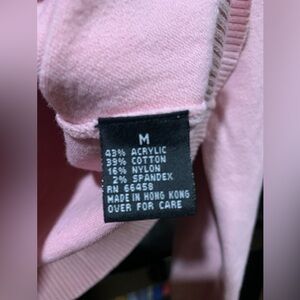 M
43% ACRYLIC
39% COTTON
16% NYLON
2% SPANDEX
RN 66458
MADE IN HONG KONG
OVER FOR CARE